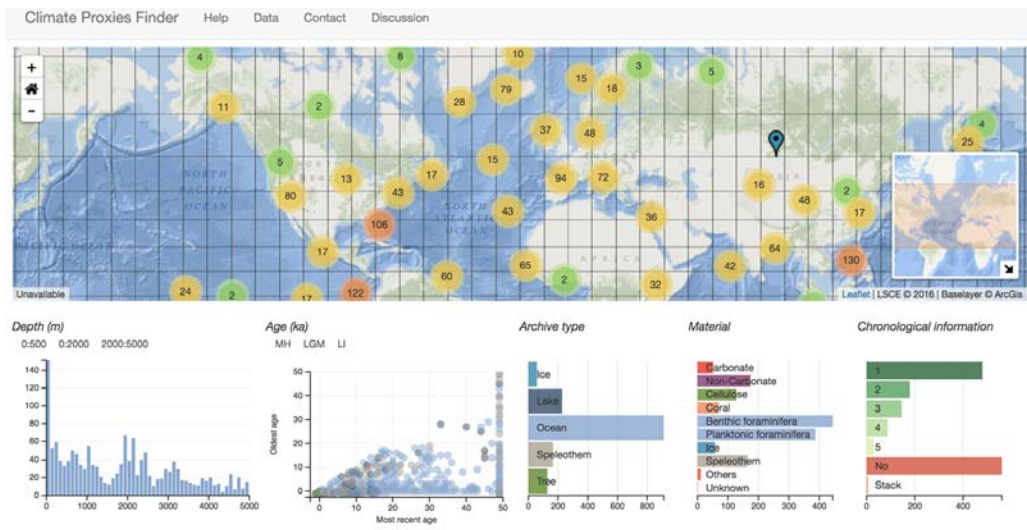 Climate Proxies Finder Help Data Contact Discussion
4 8 10
15 3 5
79 18
28
11 2
4
37 48 25
5 15
13 17 94 72 16 2
80 43 48
43 36 17
106
17 64
65 42 130
60 2 32
24 2 17 122
+
-
NORTH
PACIFIC
OCEAN
NORTH
ATLANTIC
OCEAN
AFRICA
Unavailable
Leaflet | LSCE © 2016 | Baselayer © ArcGis
Depth (m)
0:500 0:2000 2000:5000
140
120
100
80
60
40
20
0
0 1000 2000 3000 4000 5000
Age (ka)
MH LGM LI
Oldest age
50
40
30
20
10
0
0 10 20 30 40
Most recent age
Archive type
Ice
Lake
Ocean
Speleothem
Tree
0 200 400 600 800
Material
Carbonate
Non-Carbonate
Cellulose
Coral
Benthic foraminifera
Planktonic foraminifera
Ice
Speleothem
Others
Unknown
0 100 200 300 400
Chronological information
1
2
3
4
5
No
Stack
0 200 400